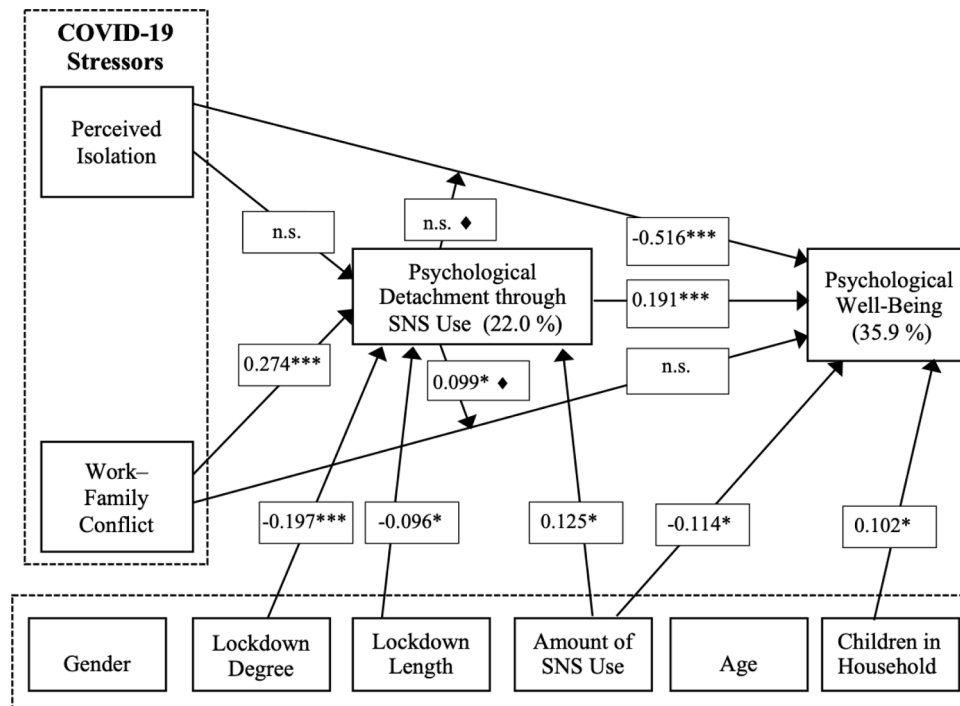 COVID-19
Stressors
Perceived
Isolation
n.s.
n.s. ♦
-0.516***
Psychological
Detachment through
SNS Use (22.0 %)
0.191***
Psychological
Well-Being
(35.9 %)
0.274***
0.099* ♦
n.s.
Work–
Family
Conflict
-0.197***
-0.096*
0.125*
-0.114*
0.102*
Gender
Lockdown
Degree
Lockdown
Length
Amount of
SNS Use
Age
Children in
Household